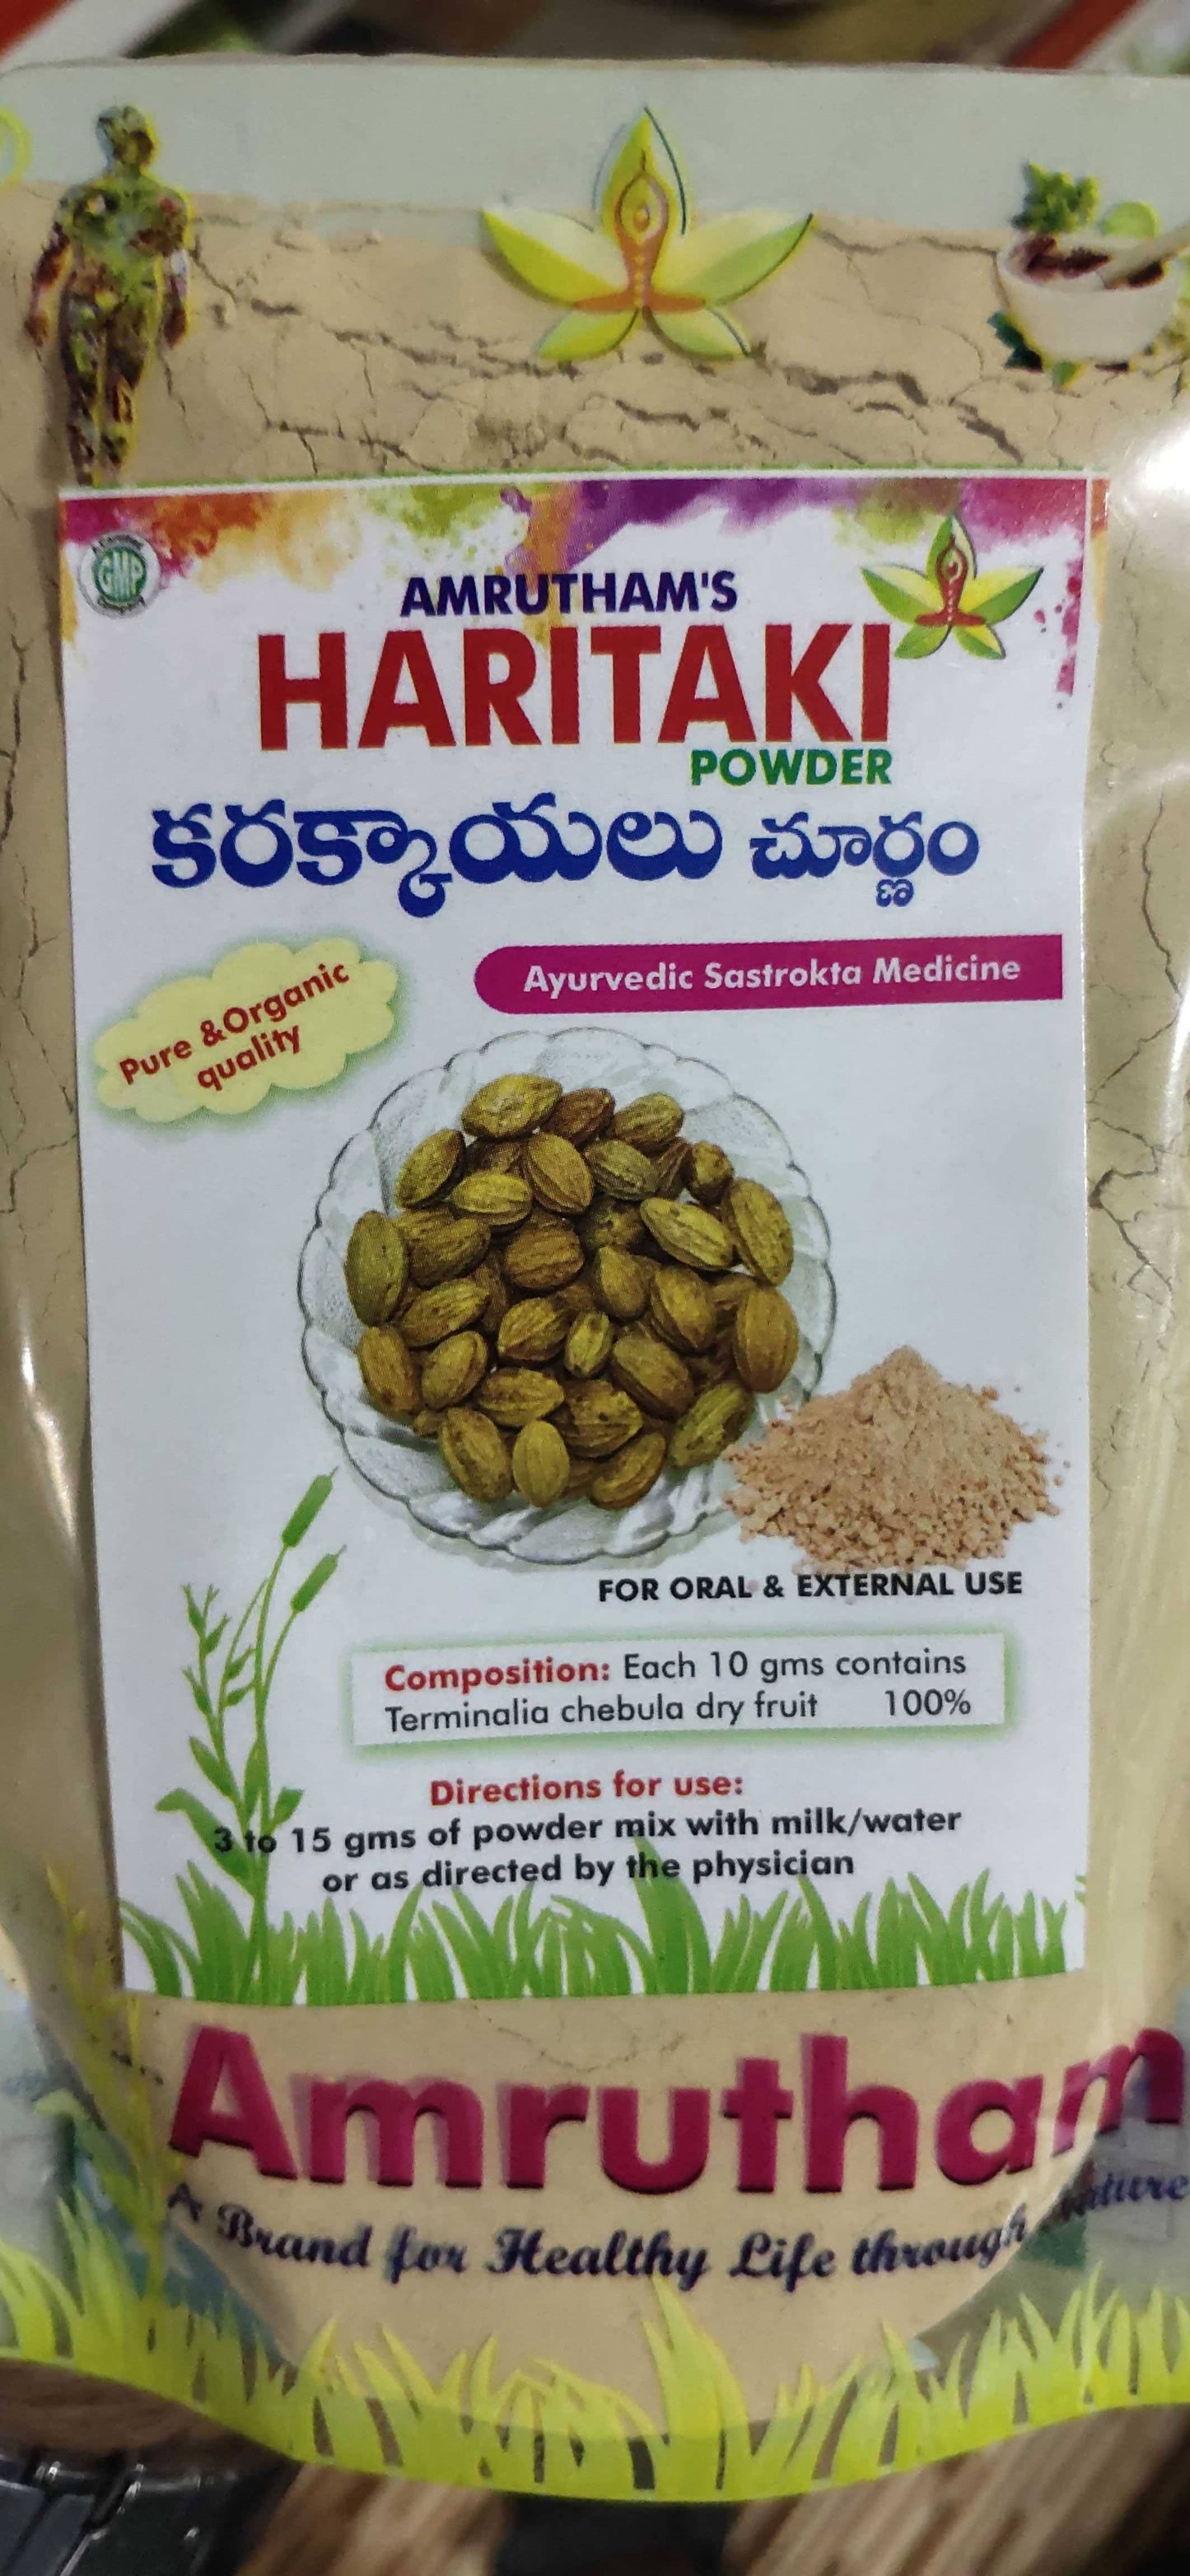 GMP
AMRUTHAM'S
HARITAKI
POWDER
కరక్కాయలు చూర్ణం
Ayurvedic Sastrokta Medicine
Pure &Organic
quality
FOR ORAL & EXTERNAL USE
Composition: Each 10 gms contains
Terminalia chebula dry fruit 100%
Directions for use:
3 to 15 gms of powder mix with milk/water
or as directed by the physician
Amrutham
A Brand for Healthy Life through Nature